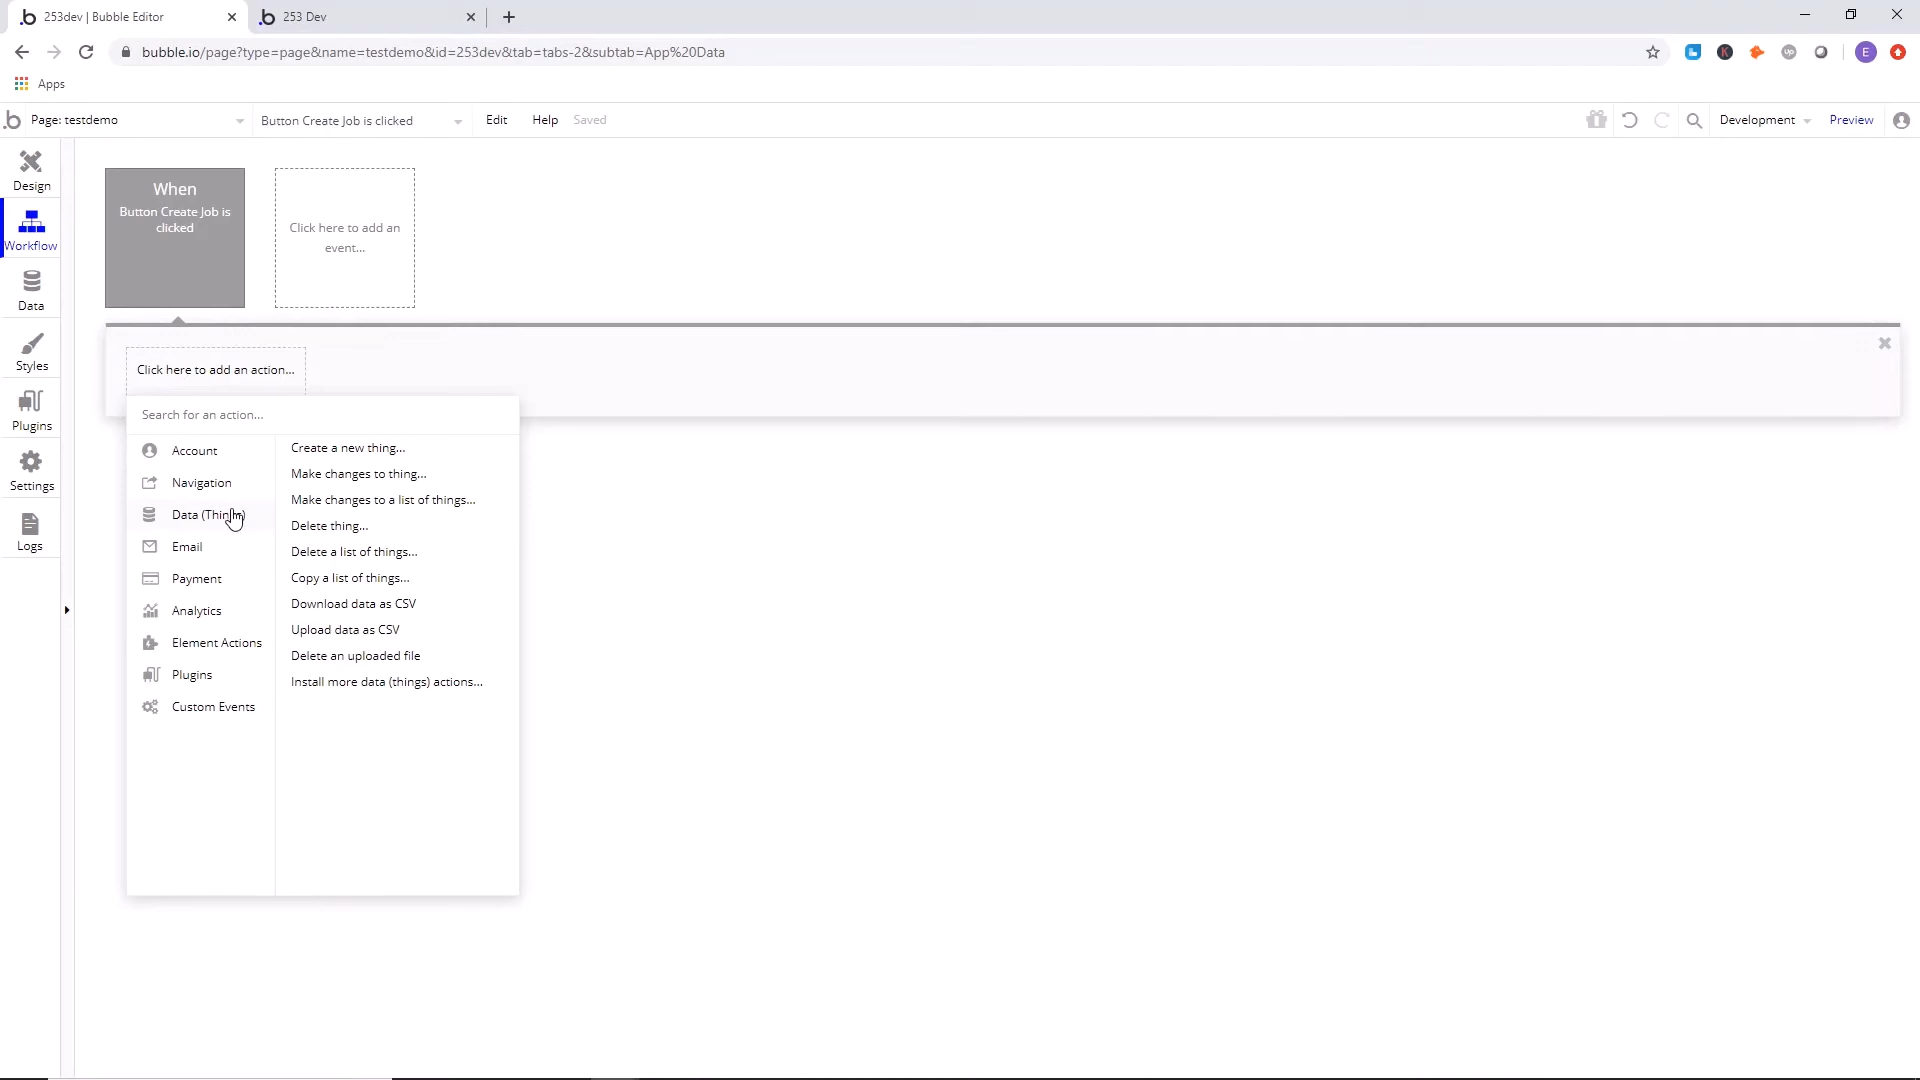 253dev | Bubble Editor
253 Dev
bubble.io/page?type=page&name=testdemo&id=253dev&tab=tabs-2&subtab=App%20Data
E
Apps
Page: testdemo
Button Create Job is clicked
Edit
Help
Saved
Development
Preview
Design
Workflow
Data
Styles
Plugins
Settings
Logs
When
Button Create Job is
clicked
Click here to add an
event...
Click here to add an action...
Search for an action...
Account
Navigation
Data (Things)
Email
Payment
Analytics
Element Actions
Plugins
Custom Events
Create a new thing...
Make changes to thing...
Make changes to a list of things...
Delete thing...
Delete a list of things...
Copy a list of things...
Download data as CSV
Upload data as CSV
Delete an uploaded file
Install more data (things) actions...